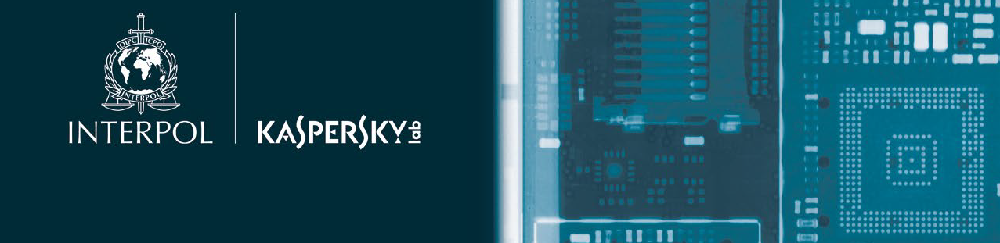 OIPC ICPO
INTERPOL
INTERPOL
KASPERSKY lab